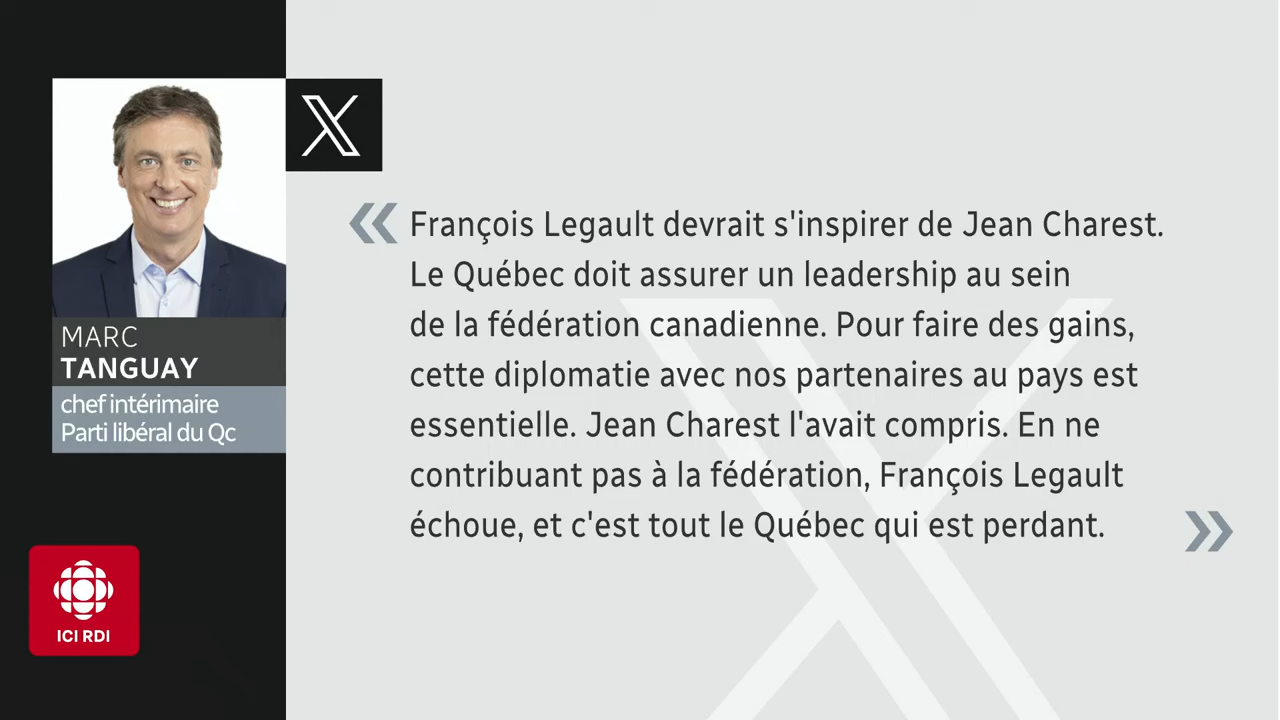 MARC
TANGUAY
chef intérimaire
Parti libéral du Qc
X
« François Legault devrait s'inspirer de Jean Charest.
Le Québec doit assurer un leadership au sein
de la fédération canadienne. Pour faire des gains,
cette diplomatie avec nos partenaires au pays est
essentielle. Jean Charest l'avait compris. En ne
contribuant pas à la fédération, François Legault
échoue, et c'est tout le Québec qui est perdant. »
ICI RDI